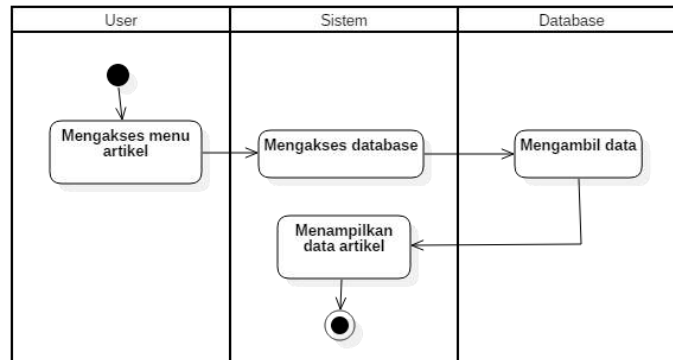 User
Sistem
Database
Mengakses menu
artikel
Mengakses database
Mengambil data
Menampilkan
data artikel